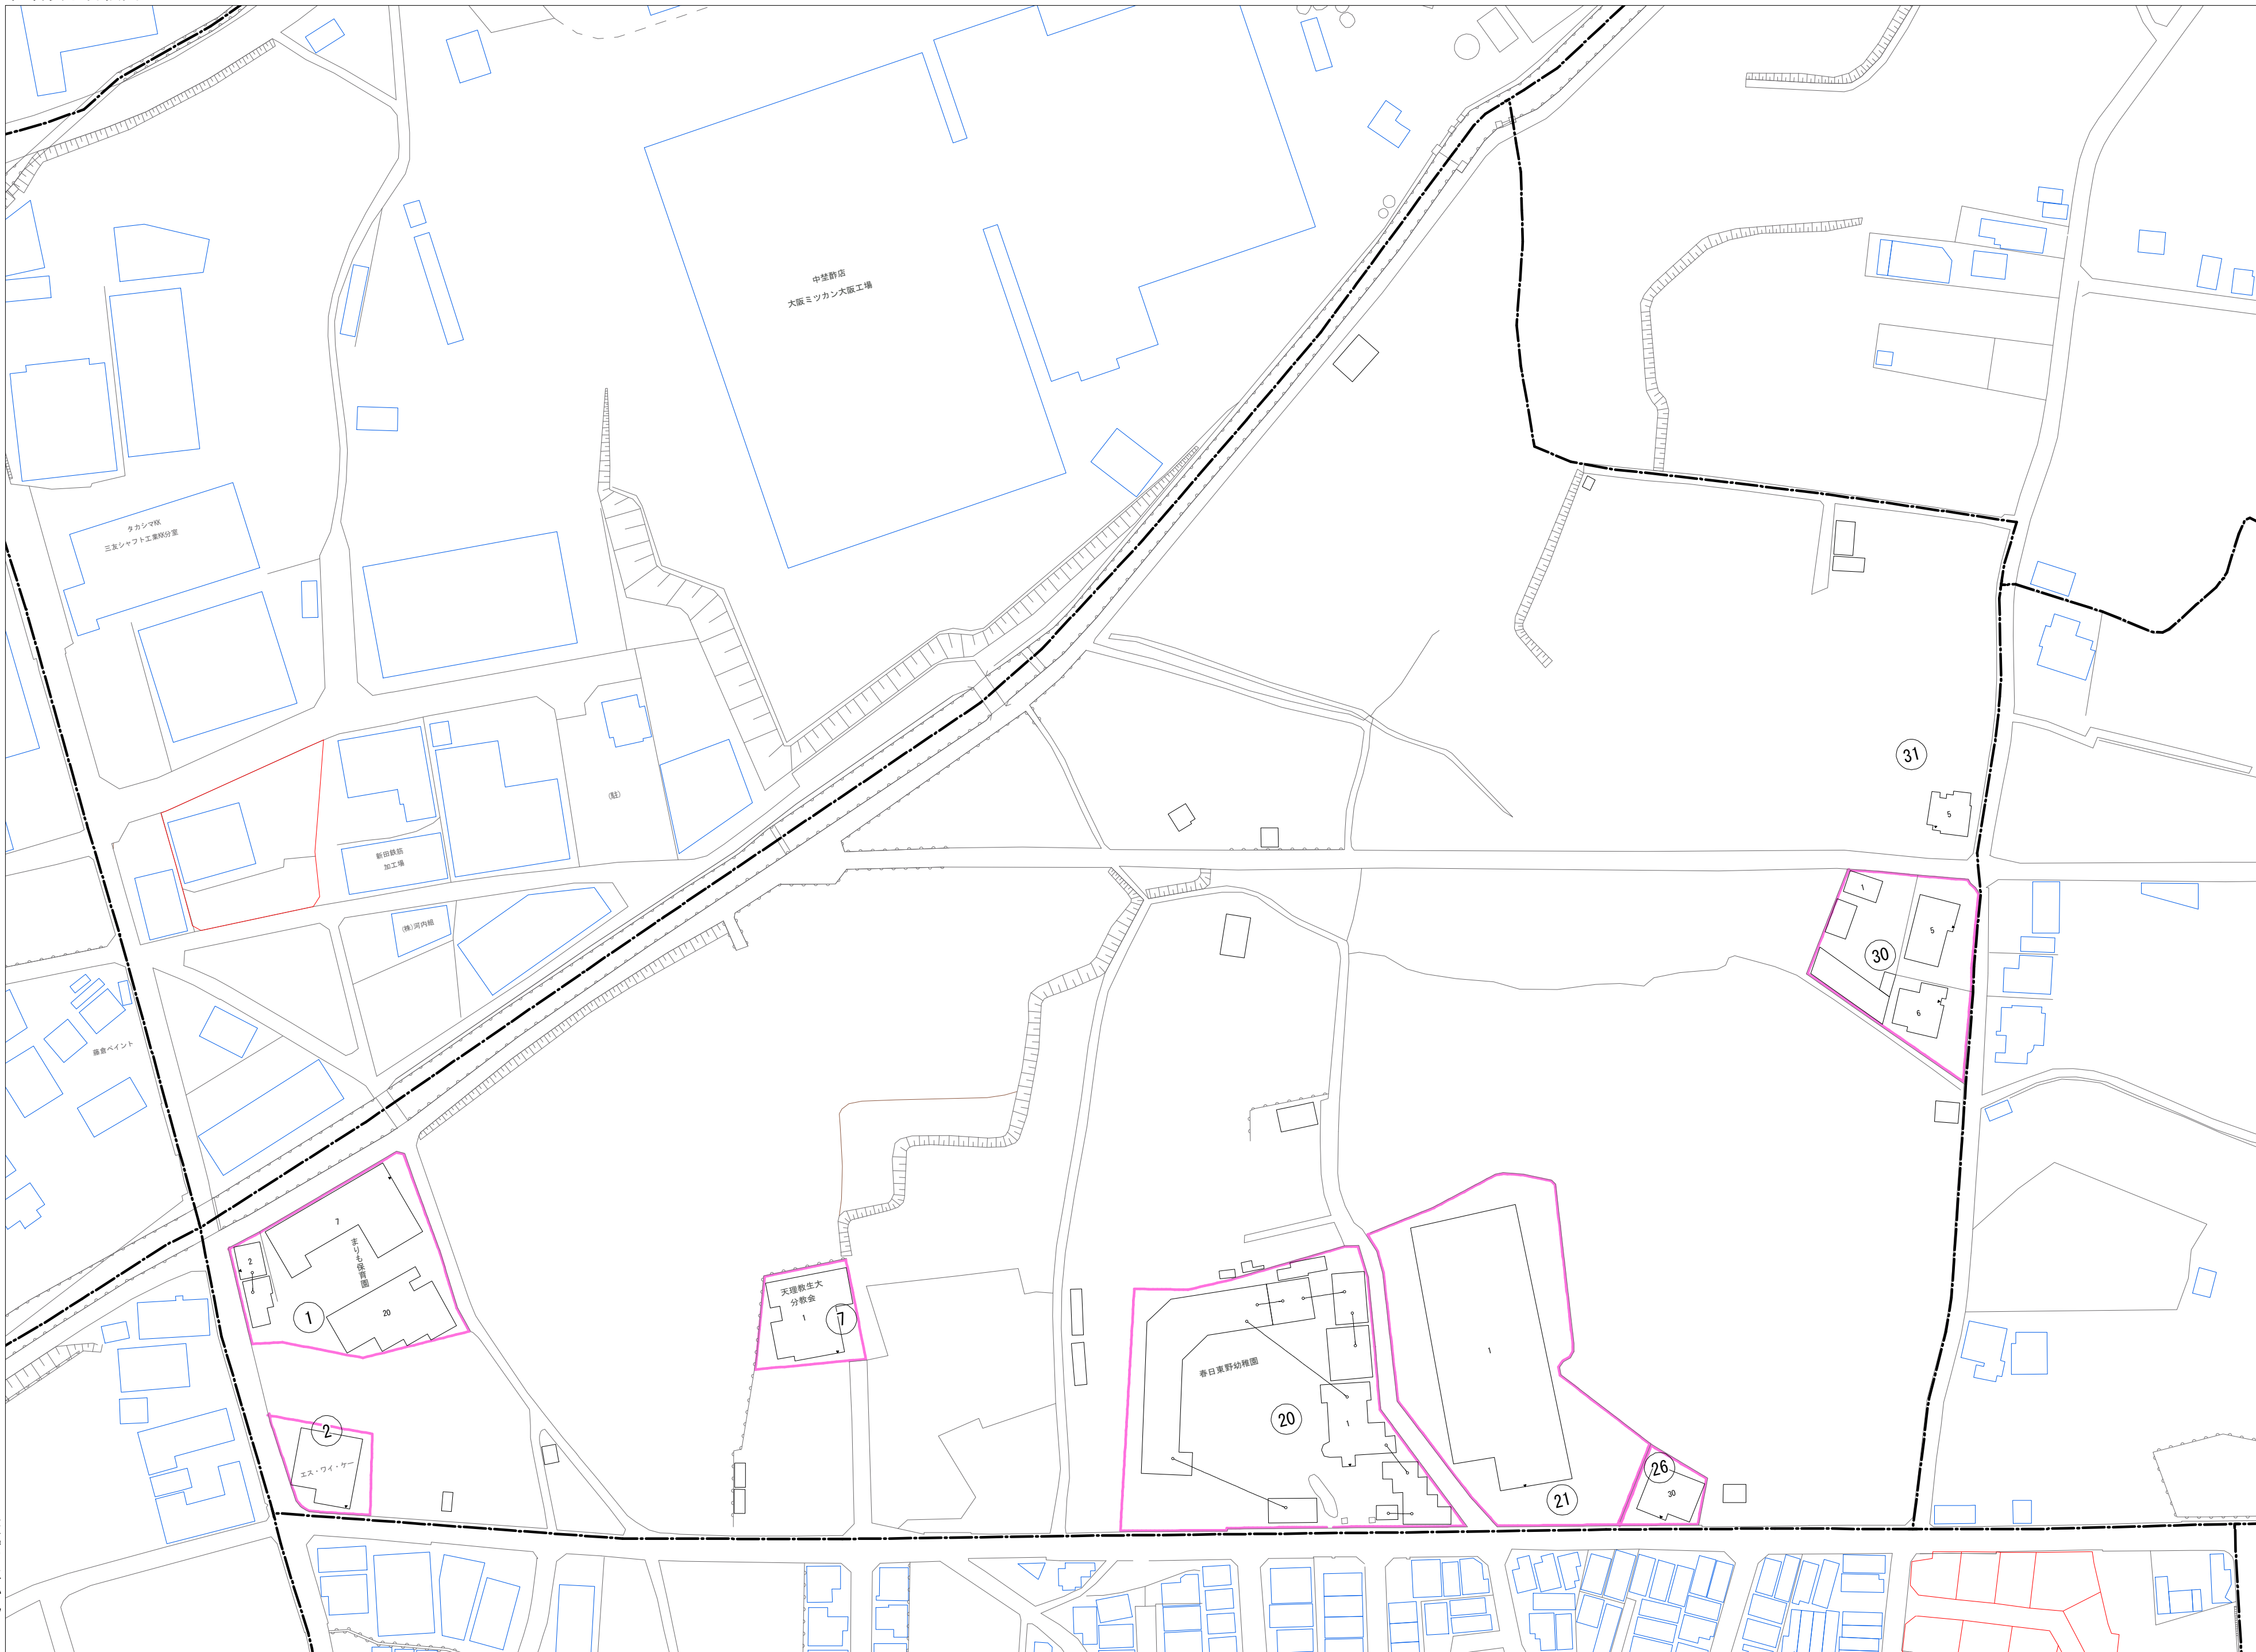 中埜酢店
大阪ミツカン大阪工場
タカシマKK
三友シャフト工業KK分室
31
5
(駐)
新田鉄筋
加工場
(株)河内組
1
5
30
6
藤倉ペイント
7
まりも保育園
2
1
20
天理教生大
分教会
1
7
春日東野幼稚園
1
20
1
21
2
エス・ワイ・ケー
26
30